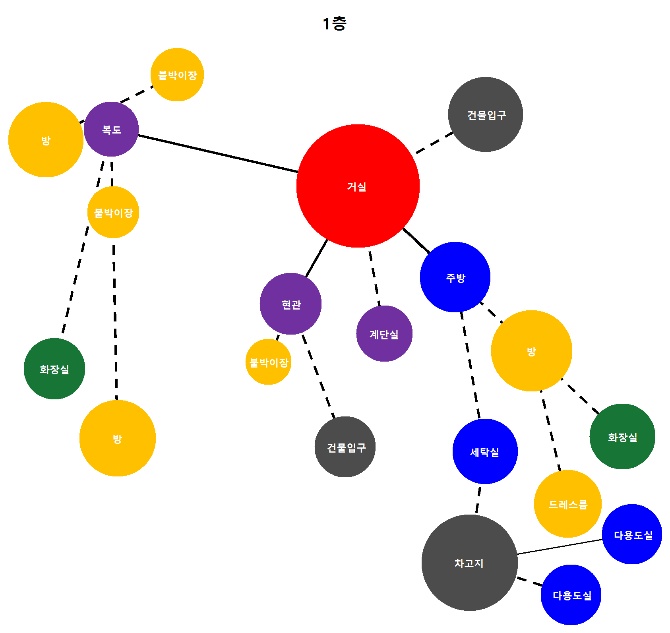 1층
붙박이장
건물입구
방
복도
거실
붙박이장
주방
현관
계단실
방
붙박이장
화장실
방
건물입구
화장실
세탁실
드레스룸
다용도실
차고지
다용도실